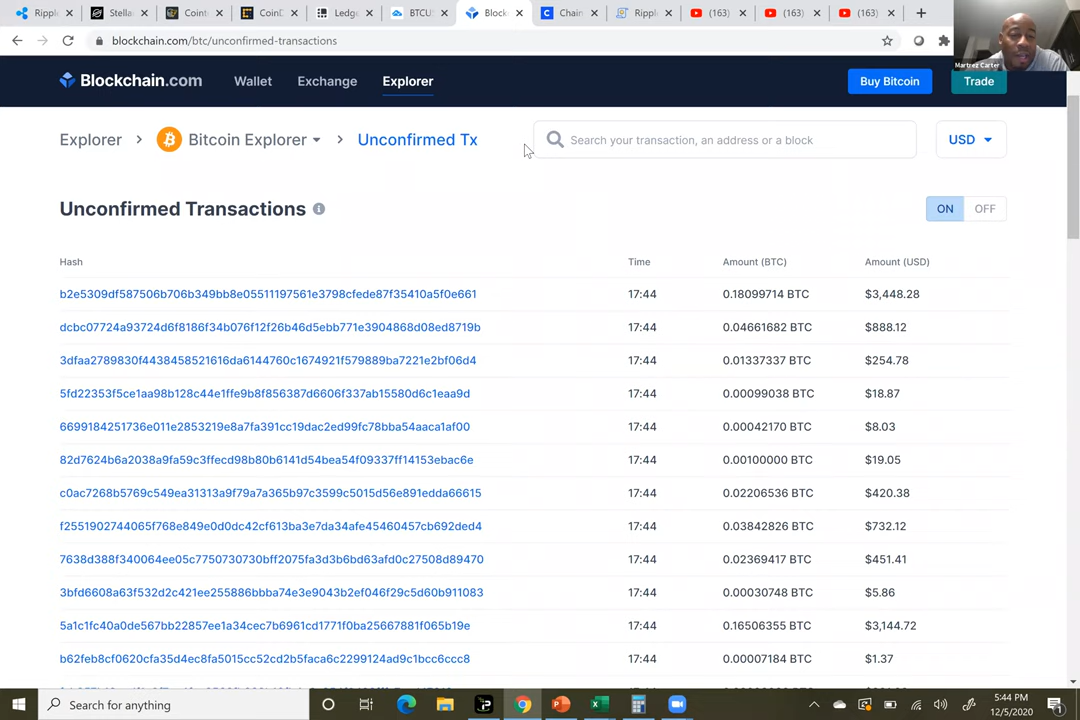 Rippl
Stella
Coint
CoinD
Ledge
BTCUS
Block
Chain
Ripple
(163)
(163)
(163)
blockchain.com/btc/unconfirmed-transactions
Martrez Carter
Blockchain.com
Wallet
Exchange
Explorer
Buy Bitcoin
Trade
Explorer
Bitcoin Explorer
Unconfirmed Tx
Search your transaction, an address or a block
USD
Unconfirmed Transactions
ON OFF
Hash Time Amount (BTC) Amount (USD)
b2e5309df587506b706b349bb8e05511197561e3798cfede87f35410a5f0e661 17:44 0.18099714 BTC $3,448.28
dcbc07724a93724d6f8186f34b076f12f26b46d5ebb771e3904868d08ed8719b 17:44 0.04661682 BTC $888.12
3dfaa2789830f4438458521616da6144760c1674921f579889ba7221e2bf06d4 17:44 0.01337337 BTC $254.78
5fd22353f5ce1aa98b128c44e1ffe9b8f856387d6606f337ab15580d6c1eaa9d 17:44 0.00099038 BTC $18.87
6699184251736e011e2853219e8a7fa391cc19dac2ed99fc78bba54aaca1af00 17:44 0.00042170 BTC $8.03
82d7624b6a2038a9fa59c3ffecd98b80b6141d54bea54f09337ff14153ebac6e 17:44 0.00100000 BTC $19.05
c0ac7268b5769c549ea31313a9f79a7a365b97c3599c5015d56e891edda66615 17:44 0.02206536 BTC $420.38
f2551902744065f768e849e0d0dc42cf613ba3e7da34afe45460457cb692ded4 17:44 0.03842826 BTC $732.12
7638d388f340064ee05c7750730730bff2075fa3d3b6bd63afd0c27508d89470 17:44 0.02369417 BTC $451.41
3bfd6608a63f532d2c421ee255886bbba74e3e9043b2ef046f29c5d60b911083 17:44 0.00030748 BTC $5.86
5a1c1fc40a0de567bb22857ee1a34cec7b6961cd1771f0ba25667881f065b19e 17:44 0.16506355 BTC $3,144.72
b62feb8cf0620cfa35d4ec8fa5015cc52cd2b5faca6c2299124ad9c1bcc6ccc8 17:44 0.00007184 BTC $1.37
Search for anything
5:44 PM
12/5/2020
1